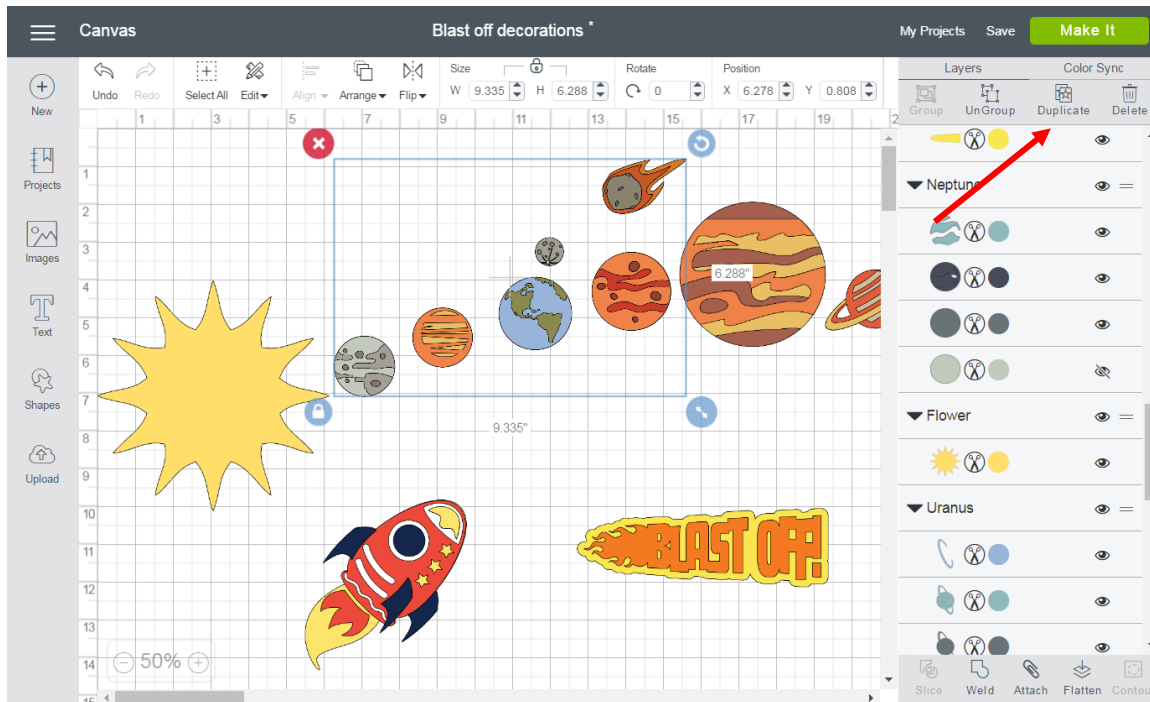 Canvas
Blast off decorations *
My Projects Save Make It
New
Projects
Images
Text
Shapes
Upload
Undo Redo Select All Edit Align Arrange Flip
Size W 9.335 H 6.288
Rotate 0
Position X 6.278 Y 0.808
1 3 5 7 9 11 13 15 17 19 2
1
2
3
4
5
6
7
8
9
10
11
12
13
14
15
6.288"
9.335"
BLAST OFF!
50%
Layers Color Sync
Group UnGroup Duplicate Delete
Neptune
Flower
Uranus
Slice Weld Attach Flatten Contou